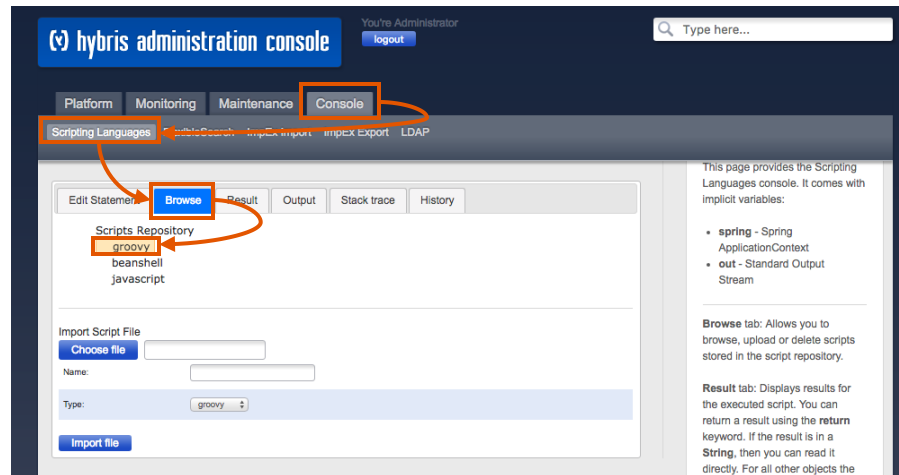 You're Administrator
hybris administration console
logout
Type here...
Platform Monitoring Maintenance Console
Scripting Languages FlexibleSearch ImpEx Import ImpEx Export LDAP
Edit Statement Browse Result Output Stack trace History
Scripts Repository
groovy
beanshell
javascript
Import Script File
Choose file
Name:
Type:
groovy
Import file
This page provides the Scripting
Languages console. It comes with
implicit variables:
• spring - Spring
ApplicationContext
• out - Standard Output
Stream
Browse tab: Allows you to
browse, upload or delete scripts
stored in the script repository.
Result tab: Displays results for
the executed script. You can
return a result using the return
keyword. If the result is in a
String, then you can read it
directly. For all other objects the